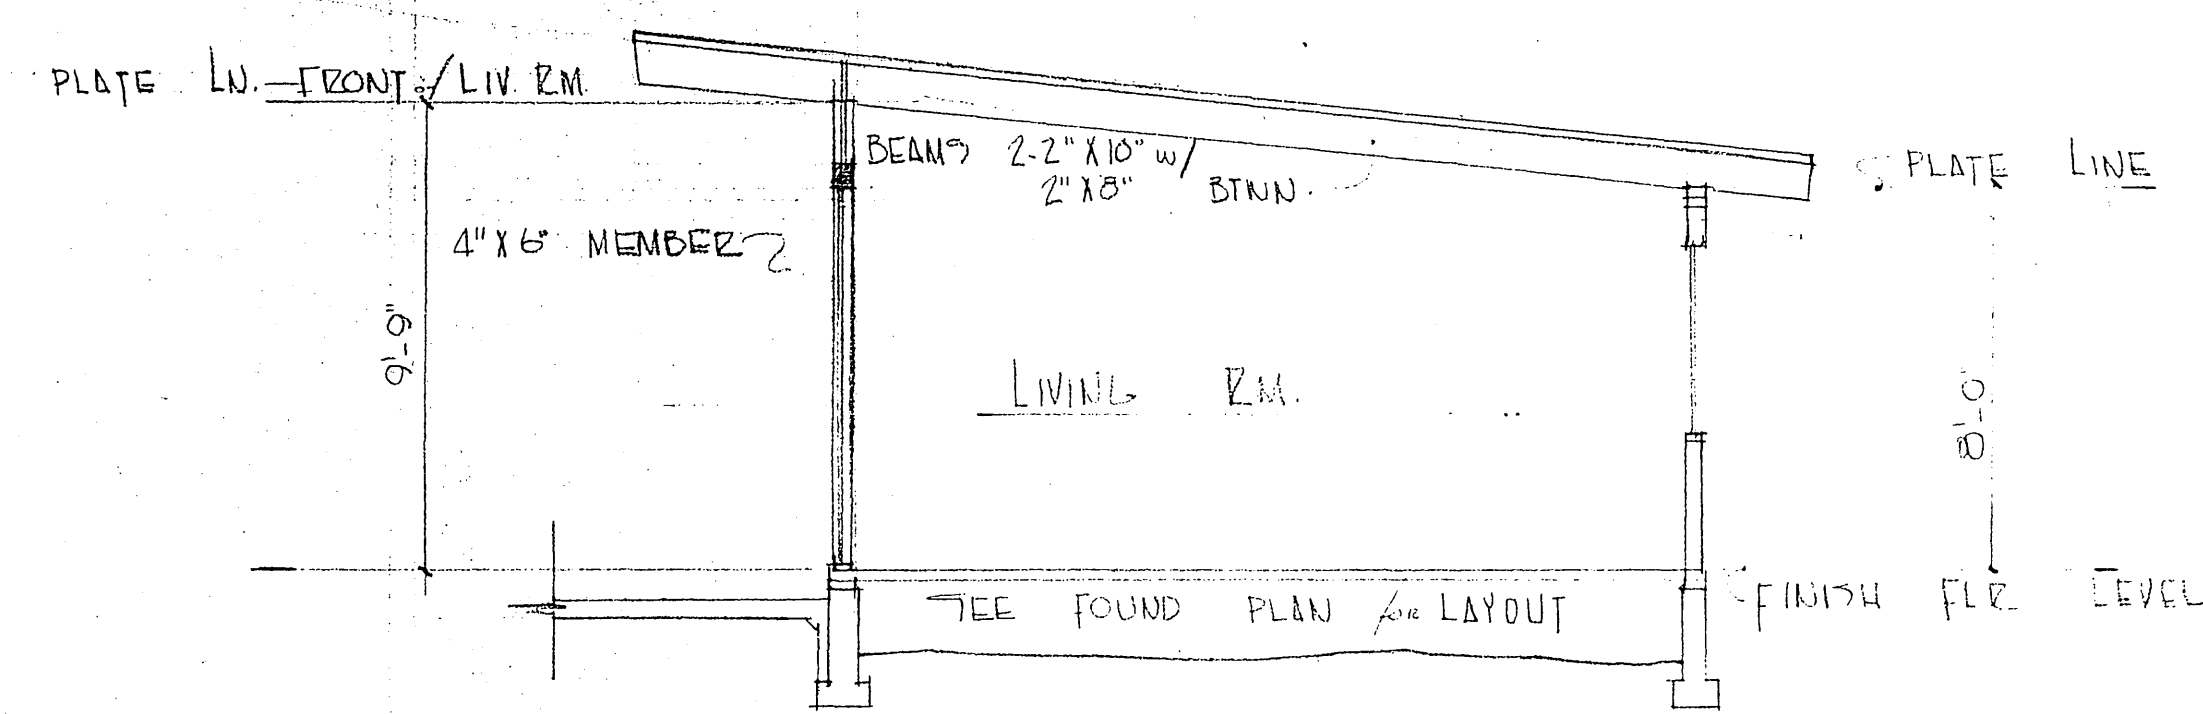 PLATE LN. FRONT / LIV. RM.
BEAMS 2-2" X 10" w/
2" X 8" BTWN.
PLATE LINE
4" X 6" MEMBER
9'-9"
LIVING RM.
8'-0
SEE FOUND PLAN for LAYOUT
FINISH FLR LEVEL